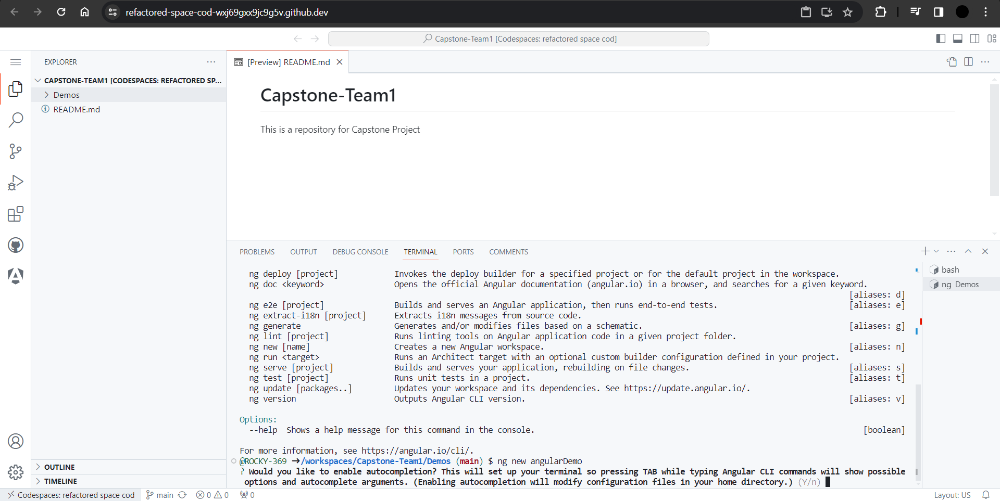 refactored-space-cod-wxj69gxx9jc9g5v.github.dev
Capstone-Team1 [Codespaces: refactored space cod]
EXPLORER
CAPSTONE-TEAM1 [CODESPACES: REFACTORED SP...
Demos
README.md
OUTLINE
TIMELINE
[Preview] README.md
Capstone-Team1
This is a repository for Capstone Project
PROBLEMS OUTPUT DEBUG CONSOLE TERMINAL PORTS COMMENTS
ng deploy [project] Invokes the deploy builder for a specified project or for the default project in the workspace.
ng doc <keyword> Opens the official Angular documentation (angular.io) in a browser, and searches for a given keyword.
[aliases: d]
ng e2e [project] Builds and serves an Angular application, then runs end-to-end tests. [aliases: e]
ng extract-i18n [project] Extracts i18n messages from source code.
ng generate Generates and/or modifies files based on a schematic. [aliases: g]
ng lint [project] Runs linting tools on Angular application code in a given project folder.
ng new [name] Creates a new Angular workspace. [aliases: n]
ng run <target> Runs an Architect target with an optional custom builder configuration defined in your project.
ng serve [project] Builds and serves your application, rebuilding on file changes. [aliases: s]
ng test [project] Runs unit tests in a project. [aliases: t]
ng update [packages..] Updates your workspace and its dependencies. See https://update.angular.io/.
ng version Outputs Angular CLI version. [aliases: v]
Options:
--help Shows a help message for this command in the console. [boolean]
For more information, see https://angular.io/cli/.
@ROCKY-369 ➜/workspaces/Capstone-Team1/Demos (main) $ ng new angularDemo
? Would you like to enable autocompletion? This will set up your terminal so pressing TAB while typing Angular CLI commands will show possible
options and autocomplete arguments. (Enabling autocompletion will modify configuration files in your home directory.) (Y/n)
bash
ng Demos
Codespaces: refactored space cod main 0 0 0 Layout: US